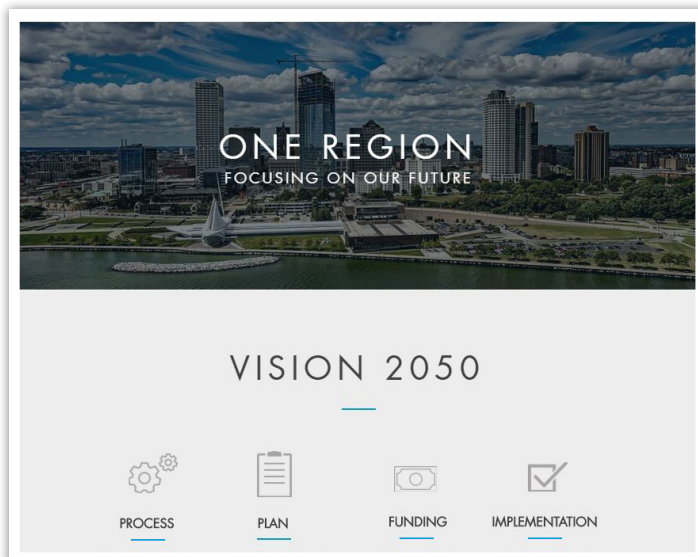 ONE REGION
FOCUSING ON OUR FUTURE
VISION 2050
PROCESS
PLAN
FUNDING
IMPLEMENTATION